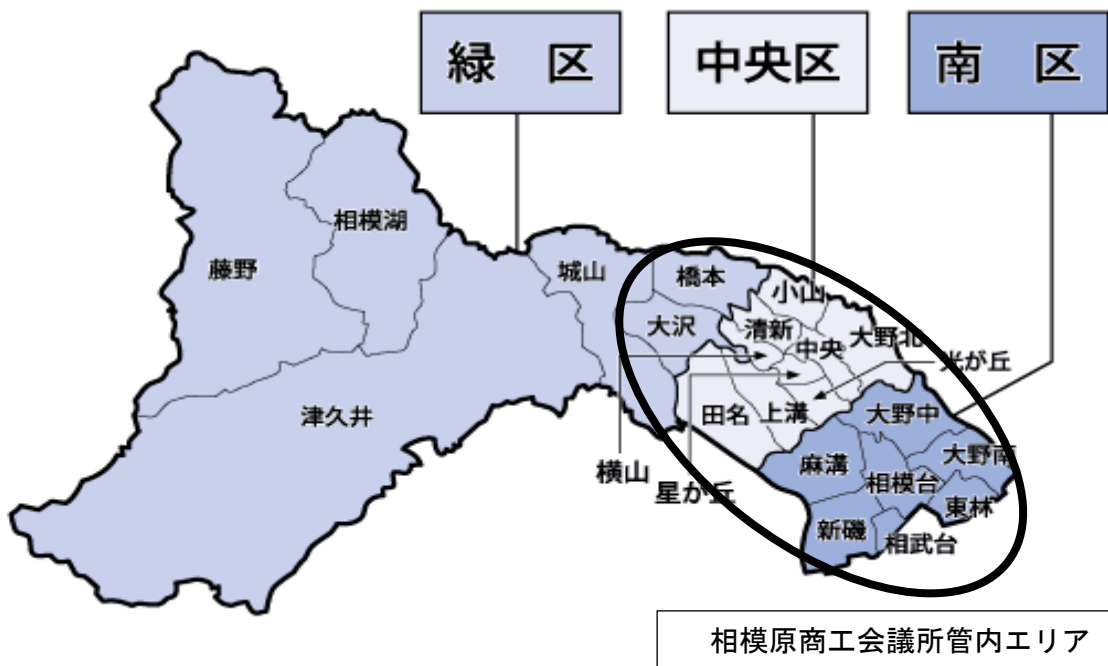 緑 区
中央区
南 区
相模湖
藤野
城山
橋本
小山
大沢
清新
大野北
中央
光が丘
津久井
田名
上溝
大野中
横山
麻溝
大野南
星が丘
相模台
東林
新磯
相武台
相模原商工会議所管内エリア